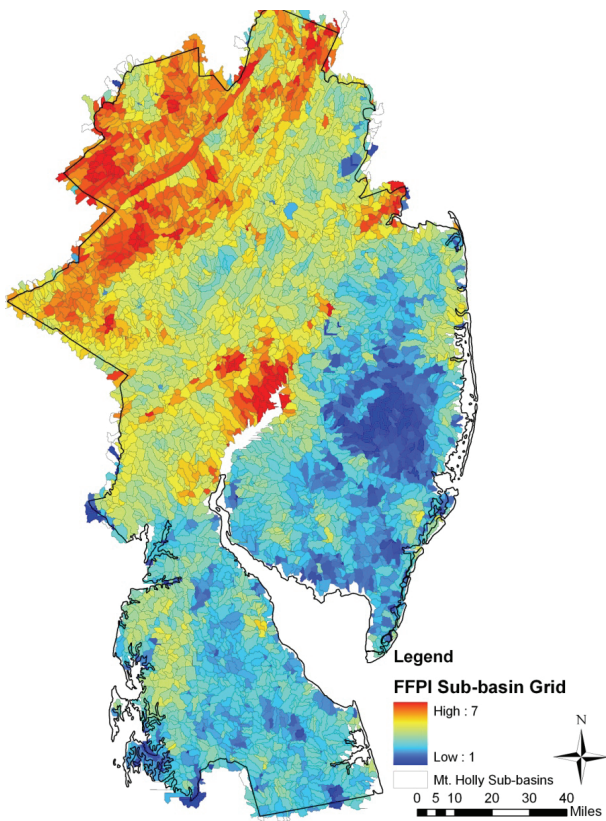 Legend
FFPI Sub-basin Grid
High : 7
Low : 1
Mt. Holly Sub-basins
N
0 5 10 20 30 40
Miles